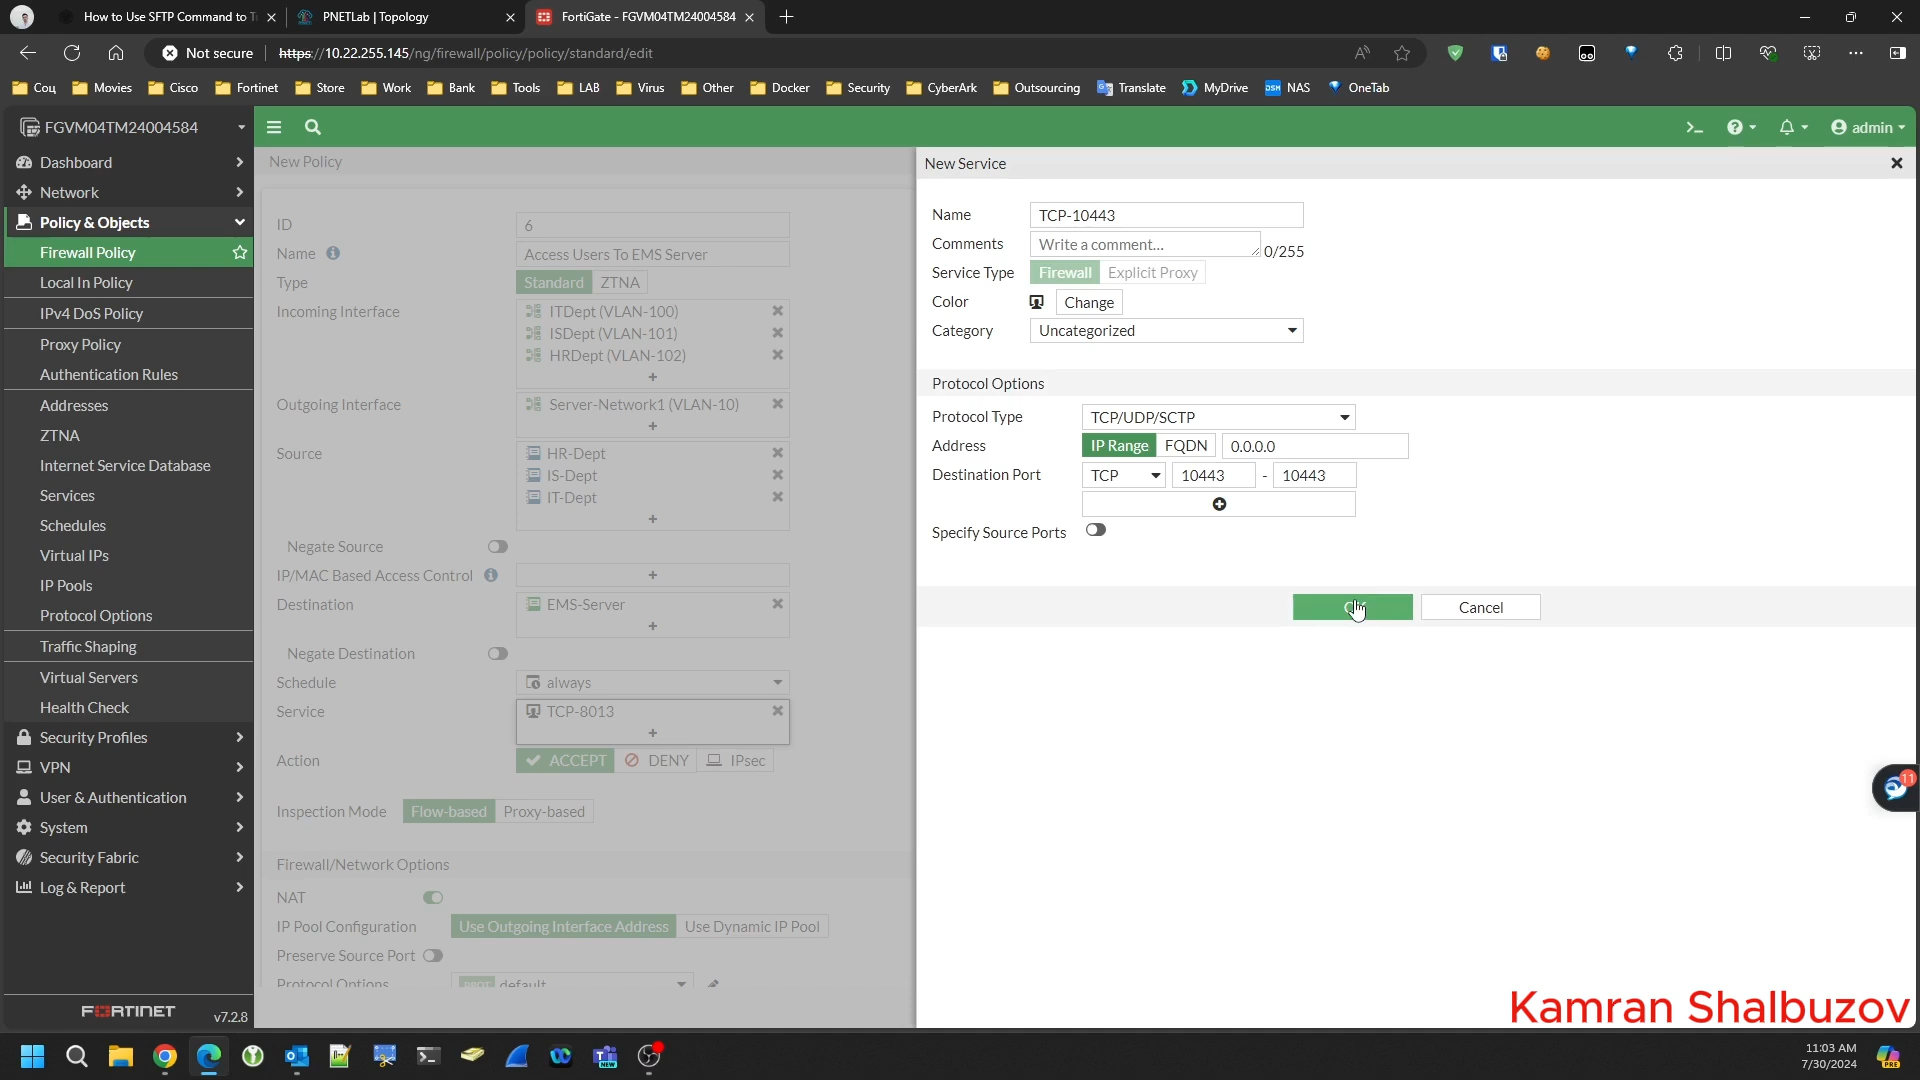 How to Use SFTP Command to
PNETLab | Topology
FortiGate - FGVM04TM24004584
Not secure
https://10.22.255.145/ng/firewall/policy/policy/standard/edit
Соц
Movies
Cisco
Fortinet
Store
Work
Bank
Tools
LAB
Virus
Other
Docker
Security
CyberArk
Outsourcing
Translate
MyDrive
NAS
OneTab
FGVM04TM24004584
admin
Dashboard
Network
Policy & Objects
Firewall Policy
Local In Policy
IPv4 DoS Policy
Proxy Policy
Authentication Rules
Addresses
ZTNA
Internet Service Database
Services
Schedules
Virtual IPs
IP Pools
Protocol Options
Traffic Shaping
Virtual Servers
Health Check
Security Profiles
VPN
User & Authentication
System
Security Fabric
Log & Report
FORTINET
v7.2.8
New Policy
ID 6
Name Access Users To EMS Server
Type Standard ZTNA
Incoming Interface ITDept (VLAN-100)
ISDept (VLAN-101)
HRDept (VLAN-102)
Outgoing Interface Server-Network1 (VLAN-10)
Source HR-Dept
IS-Dept
IT-Dept
Negate Source
IP/MAC Based Access Control
Destination EMS-Server
Negate Destination
Schedule always
Service TCP-8013
Action ACCEPT DENY IPsec
Inspection Mode Flow-based Proxy-based
Firewall/Network Options
NAT
IP Pool Configuration Use Outgoing Interface Address Use Dynamic IP Pool
Preserve Source Port
Protocol Options default
New Service
Name TCP-10443
Comments Write a comment... 0/255
Service Type Firewall Explicit Proxy
Color Change
Category Uncategorized
Protocol Options
Protocol Type TCP/UDP/SCTP
Address IP Range FQDN 0.0.0.0
Destination Port TCP 10443 - 10443
Specify Source Ports
Cancel
11
Kamran Shalbuzov
11:03 AM
7/30/2024